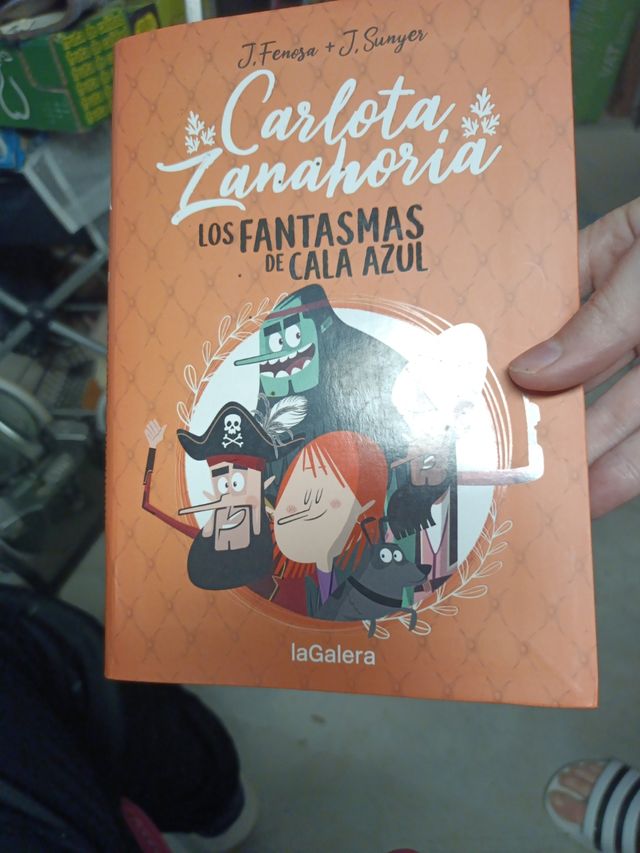 J. Fenosa + J. Sunyer
Carlota
Zanahoria
LOS FANTASMAS
DE CALA AZUL
laGalera